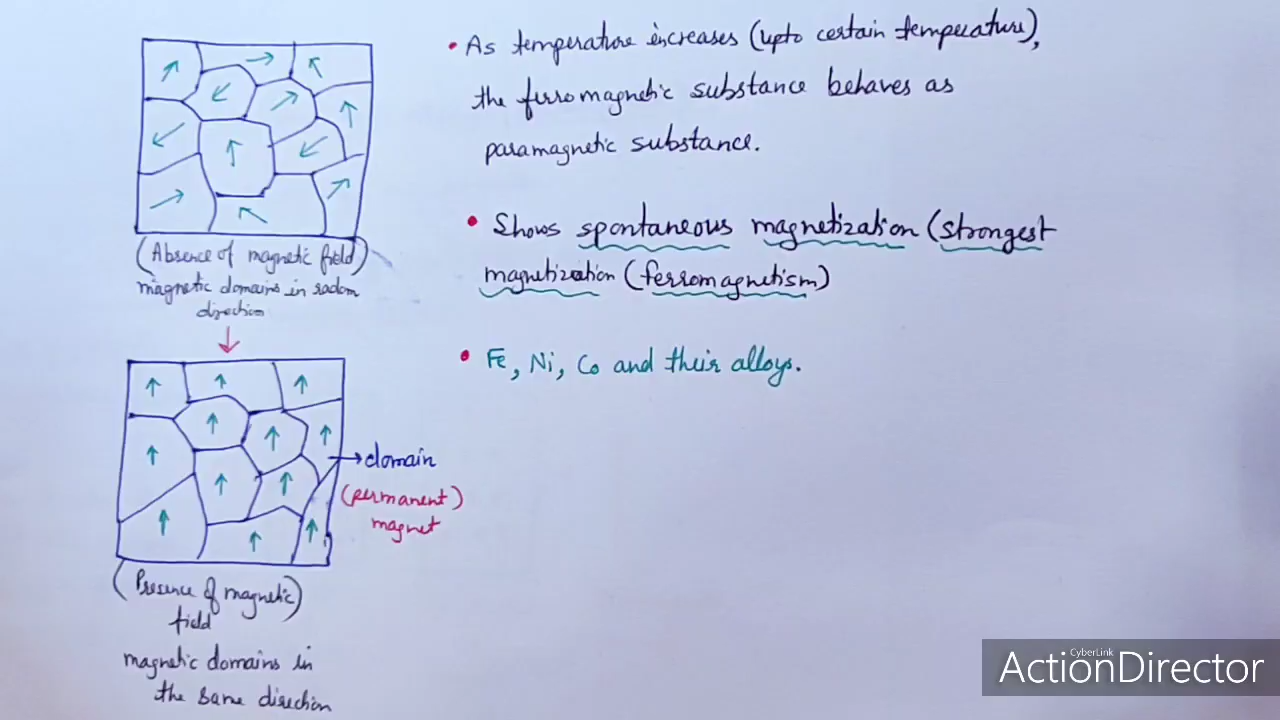 • As temperature increases (upto certain temperature),
the ferromagnetic substance behaves as
paramagnetic substance.
• Shows spontaneous magnetization (strongest
magnetization (ferromagnetism)
• Fe, Ni, Co and their alloys.
(Absence of magnetic field)
magnetic domains in radom
direction
→ domain
(permanent)
magnet
(Presence of magnetic)
field
magnetic domains in
the same direction
CyberLink
ActionDirector